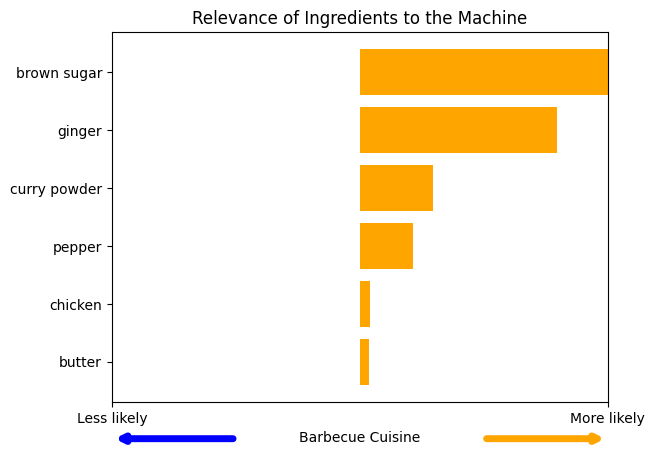 Relevance of Ingredients to the Machine
brown sugar
ginger
curry powder
pepper
chicken
butter
Less likely More likely
Barbecue Cuisine